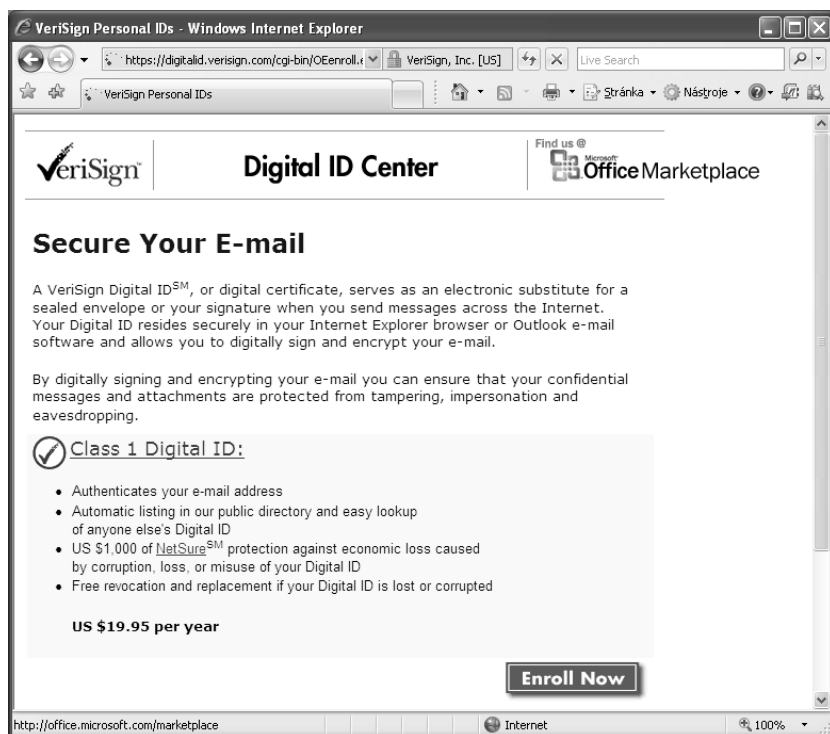 VeriSign Personal IDs - Windows Internet Explorer
https://digitalid.verisign.com/cgi-bin/OEenroll.e VeriSign, Inc. [US] Live Search
VeriSign Personal IDs Stránka Nástroje
VeriSign Digital ID Center Find us @
Microsoft
Office Marketplace
Secure Your E-mail
A VeriSign Digital IDSM, or digital certificate, serves as an electronic substitute for a
sealed envelope or your signature when you send messages across the Internet.
Your Digital ID resides securely in your Internet Explorer browser or Outlook e-mail
software and allows you to digitally sign and encrypt your e-mail.
By digitally signing and encrypting your e-mail you can ensure that your confidential
messages and attachments are protected from tampering, impersonation and
eavesdropping.
Class 1 Digital ID:
• Authenticates your e-mail address
• Automatic listing in our public directory and easy lookup
of anyone else's Digital ID
• US $1,000 of NetSureSM protection against economic loss caused
by corruption, loss, or misuse of your Digital ID
• Free revocation and replacement if your Digital ID is lost or corrupted
US $19.95 per year
Enroll Now
http://office.microsoft.com/marketplace Internet 100%